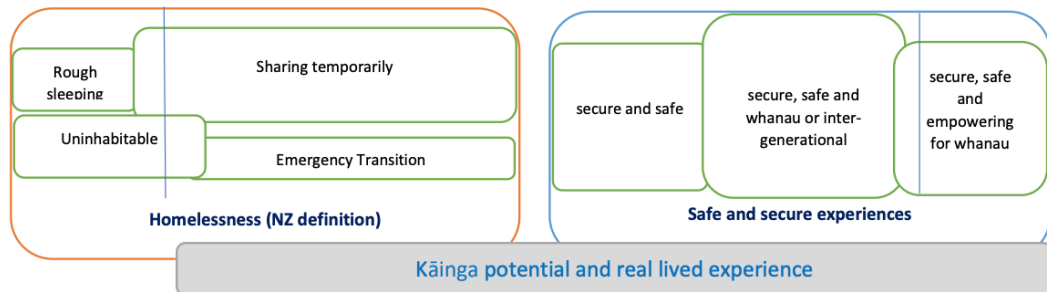 Rough
sleeping
Sharing temporarily
Uninhabitable
Emergency Transition
Homelessness (NZ definition)
secure and safe
secure, safe and
whanau or inter-
generational
secure, safe
and
empowering
for whanau
Safe and secure experiences
Kāinga potential and real lived experience